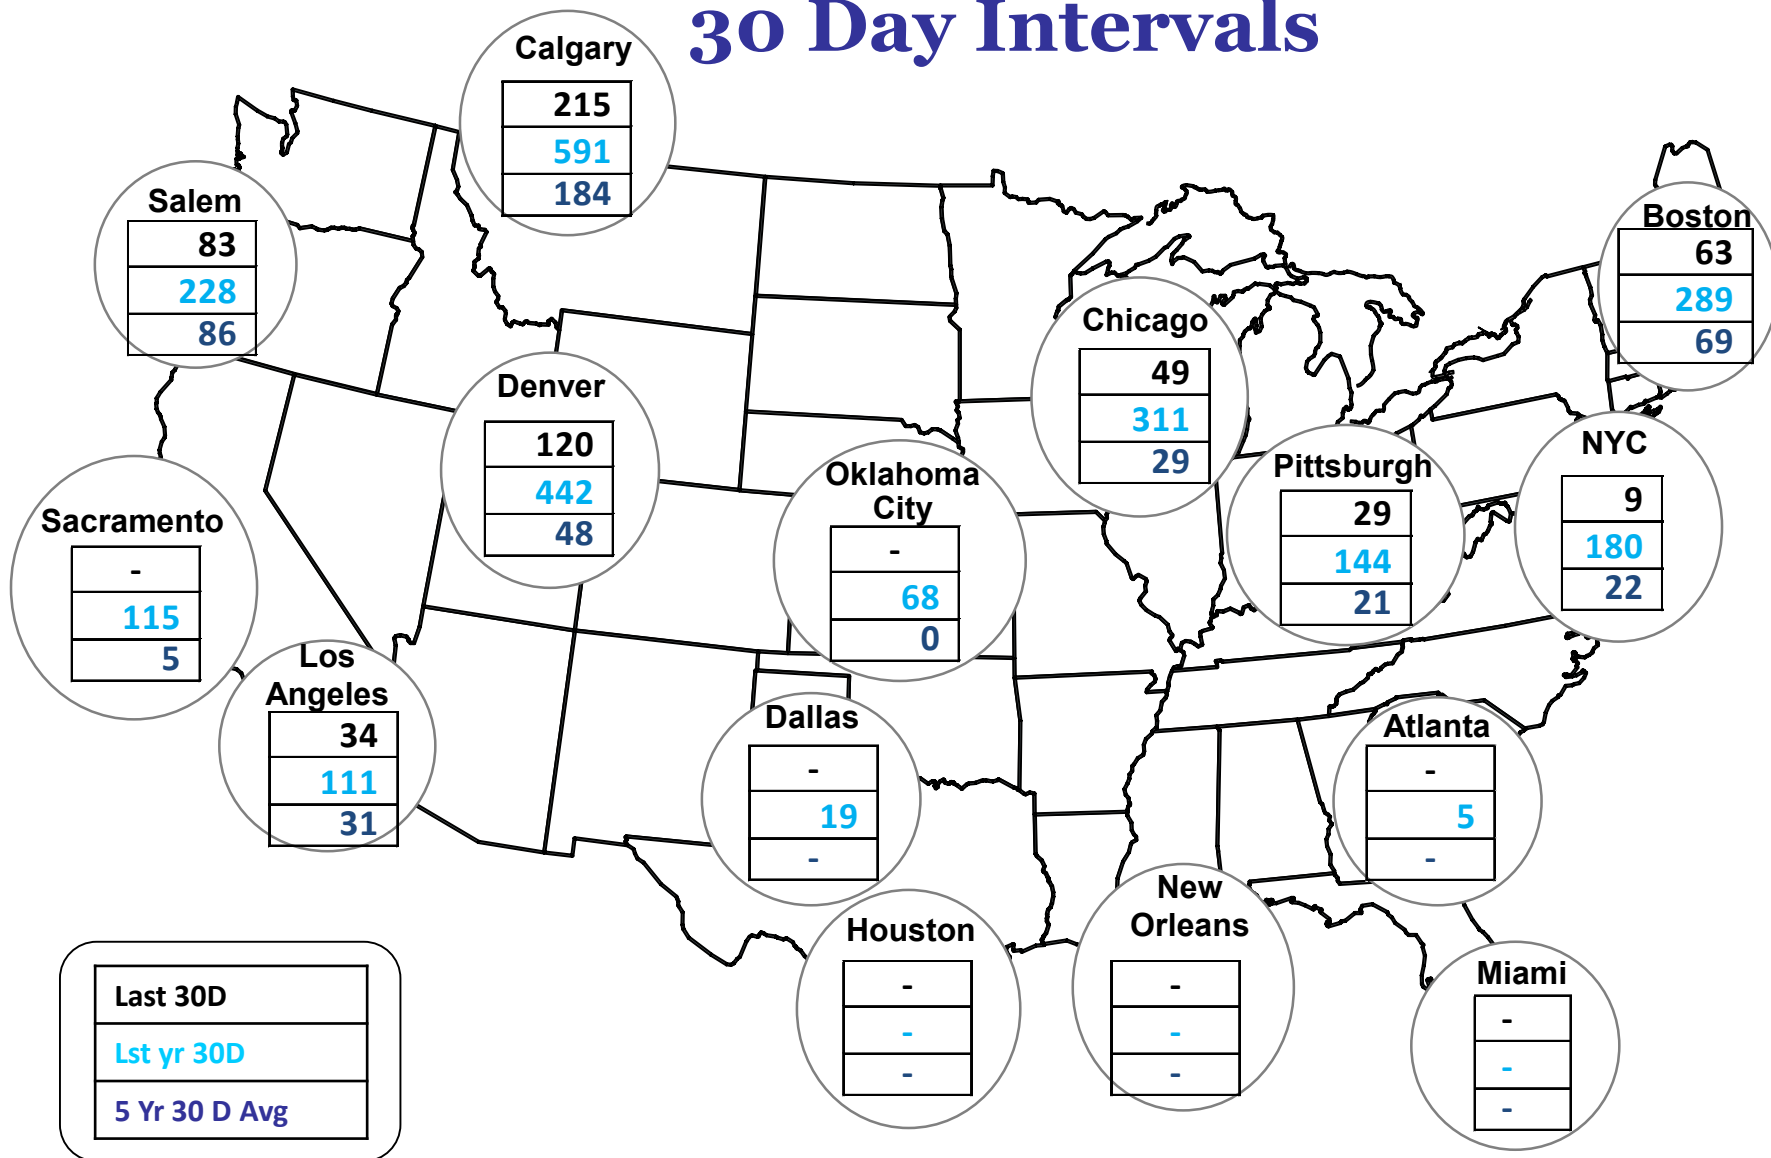 30 Day Intervals
Calgary
215
591
184
Salem
83
228
86
Boston
63
289
69
Chicago
49
311
29
Denver
120
442
48
NYC
9
180
22
Oklahoma
City
-
68
0
Pittsburgh
29
144
21
Sacramento
-
115
5
Los
Angeles
34
111
31
Dallas
-
19
-
Atlanta
-
5
-
New
Orleans
-
-
-
Houston
-
-
-
Miami
-
-
-
Last 30D
Lst yr 30D
5 Yr 30 D Avg